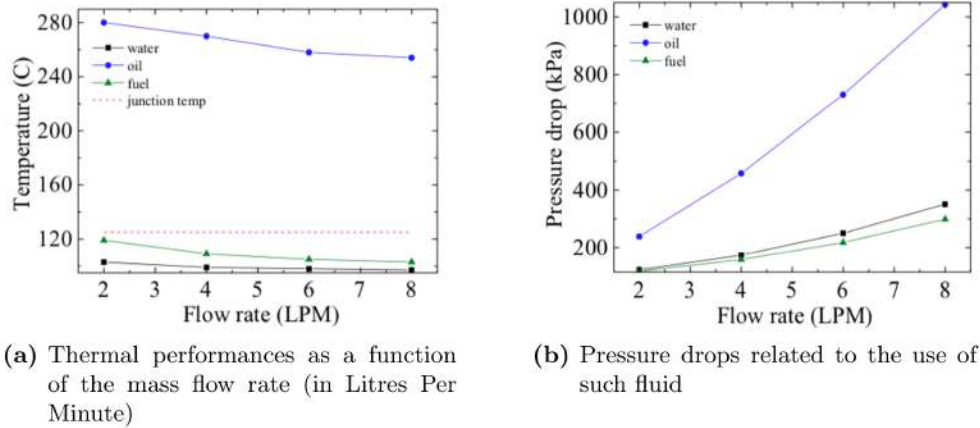 280
240
200
160
120
Temperature (C)
water
oil
fuel
junction temp
2 3 4 5 6 7 8
Flow rate (LPM)
1000
800
600
400
200
Pressure drop (kPa)
water
oil
fuel
2 3 4 5 6 7 8
Flow rate (LPM)
(a) Thermal performances as a function
of the mass flow rate (in Litres Per
Minute)
(b) Pressure drops related to the use of
such fluid